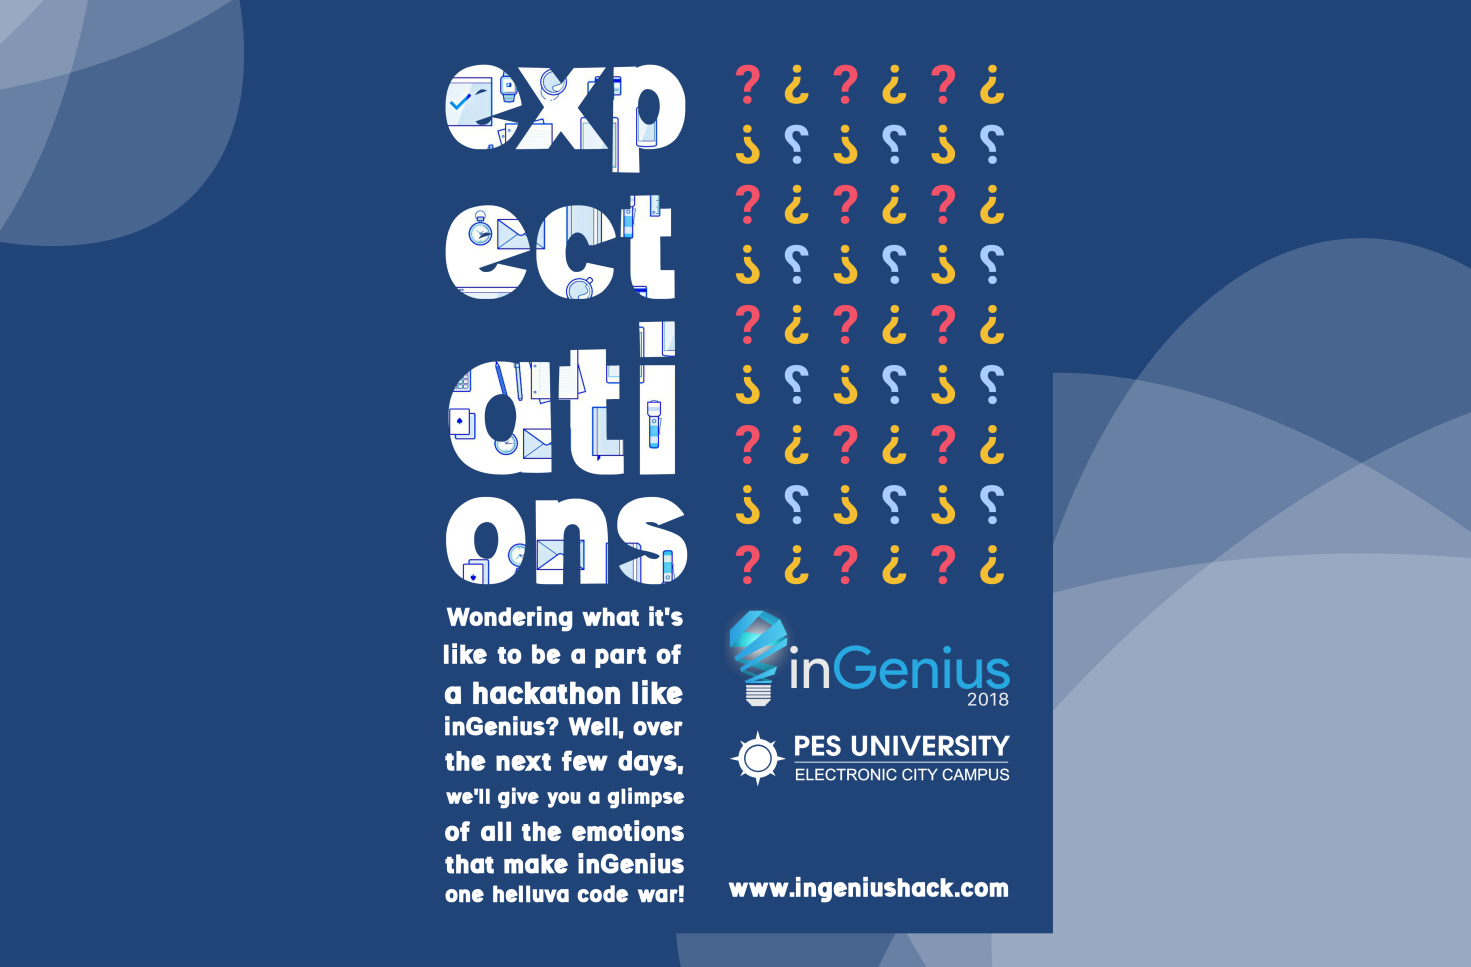 exp
ect
ati
ons
Wondering what it's
like to be a part of
a hackathon like
inGenius? Well, over
the next few days,
we'll give you a glimpse
of all the emotions
that make inGenius
one helluva code war!
? ¿ ? ¿ ? ¿
¿ ? ¿ ? ¿ ?
? ¿ ? ¿ ? ¿
¿ ? ¿ ? ¿ ?
? ¿ ? ¿ ? ¿
¿ ? ¿ ? ¿ ?
? ¿ ? ¿ ? ¿
¿ ? ¿ ? ¿ ?
? ¿ ? ¿ ? ¿
inGenius
2018
PES UNIVERSITY
ELECTRONIC CITY CAMPUS
www.ingeniushack.com